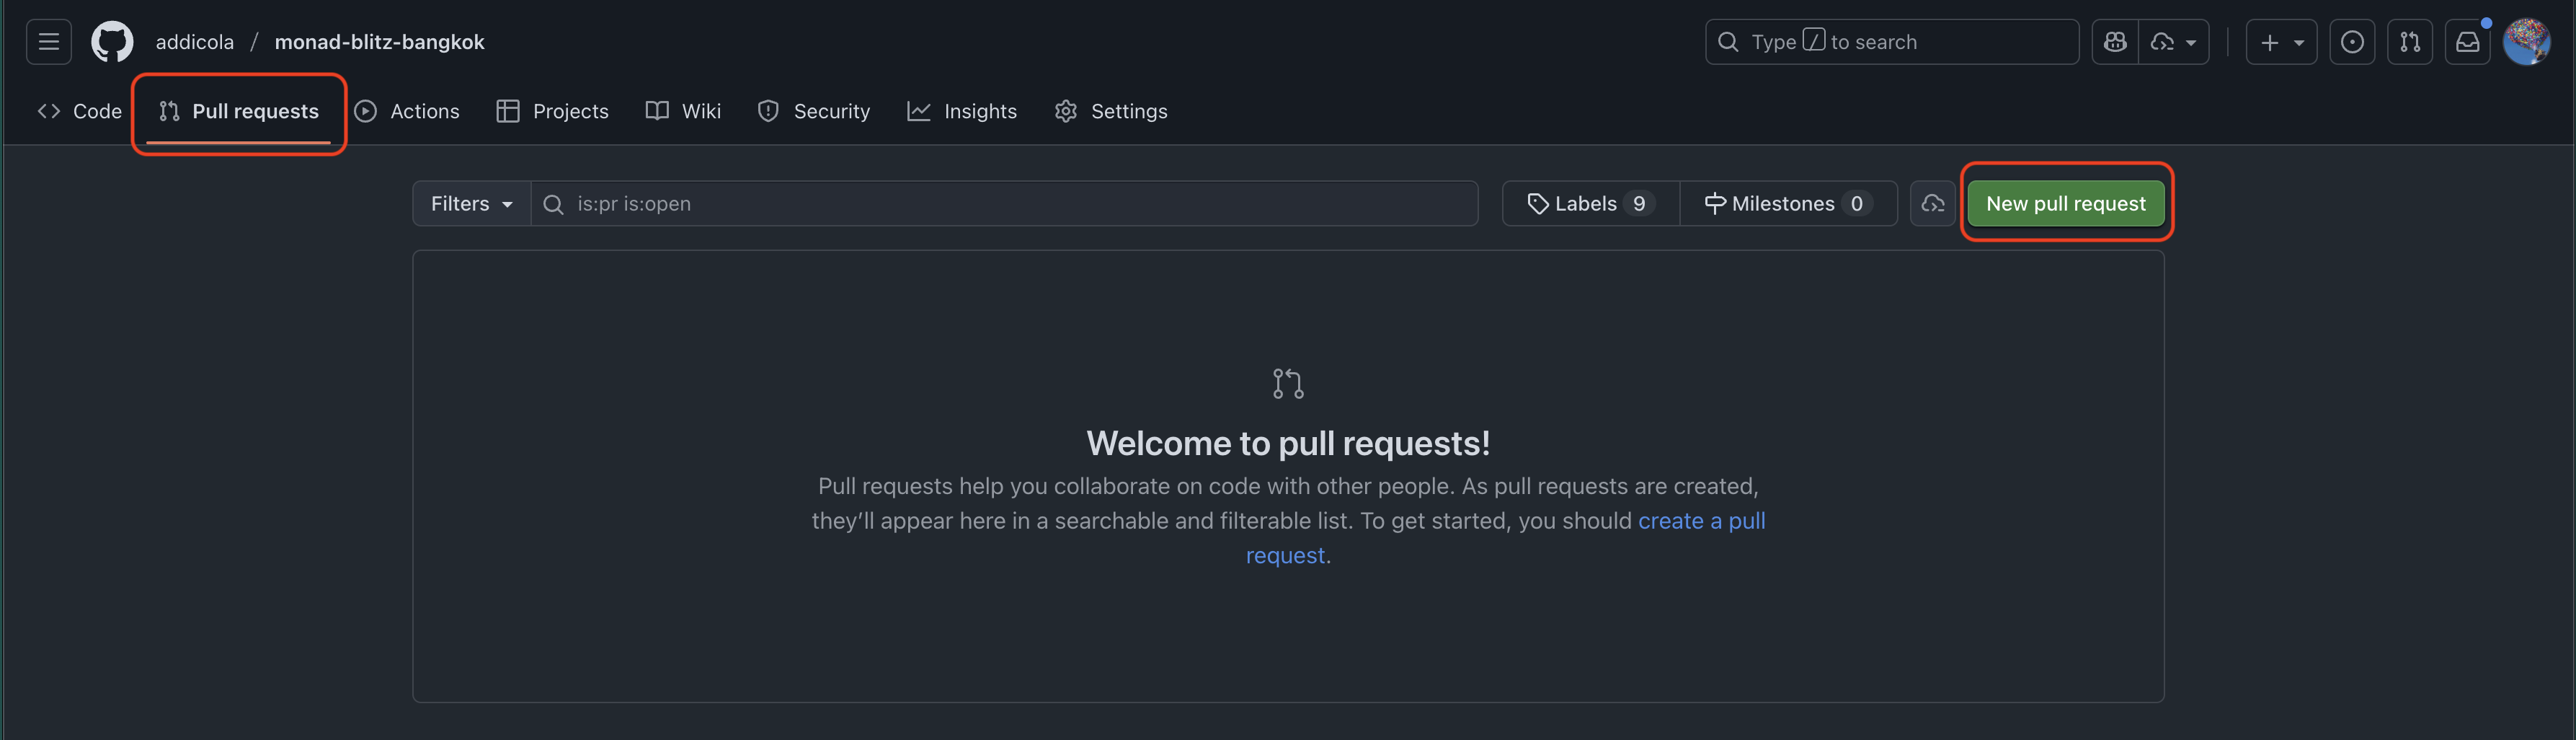 addicola / monad-blitz-bangkok
Type / to search
Code Pull requests Actions Projects Wiki Security Insights Settings
Filters is:pr is:open Labels 9 Milestones 0 New pull request
Welcome to pull requests!
Pull requests help you collaborate on code with other people. As pull requests are created,
they’ll appear here in a searchable and filterable list. To get started, you should create a pull
request.